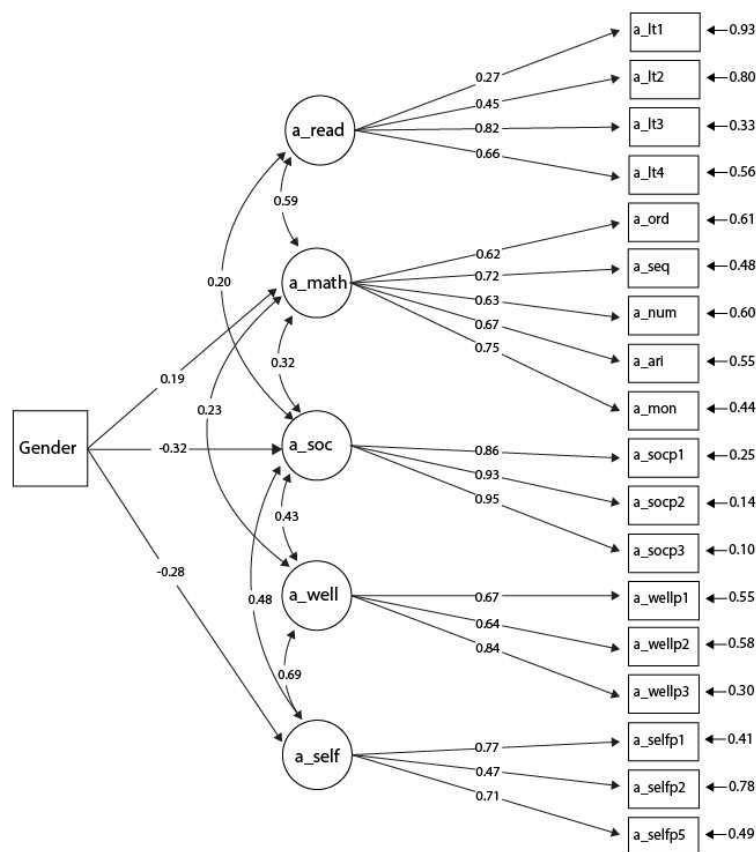 a_lt1
0.93
0.27
a_lt2
0.80
0.45
a_read
a_lt3
0.33
0.82
a_lt4
0.56
0.66
0.59
a_ord
0.61
0.62
a_seq
0.48
0.72
0.20
a_math
a_num
0.60
0.63
a_ari
0.55
0.67
0.75
0.32
0.19
a_mon
0.44
0.23
Gender
-0.32
a_soc
a_socp1
0.25
0.86
a_socp2
0.14
0.93
0.95
0.43
a_socp3
0.10
-0.28
a_well
0.48
a_wellp1
0.55
0.67
a_wellp2
0.58
0.64
0.84
0.69
a_wellp3
0.30
a_self
a_selfp1
0.41
0.77
a_selfp2
0.78
0.47
0.71
a_selfp5
0.49